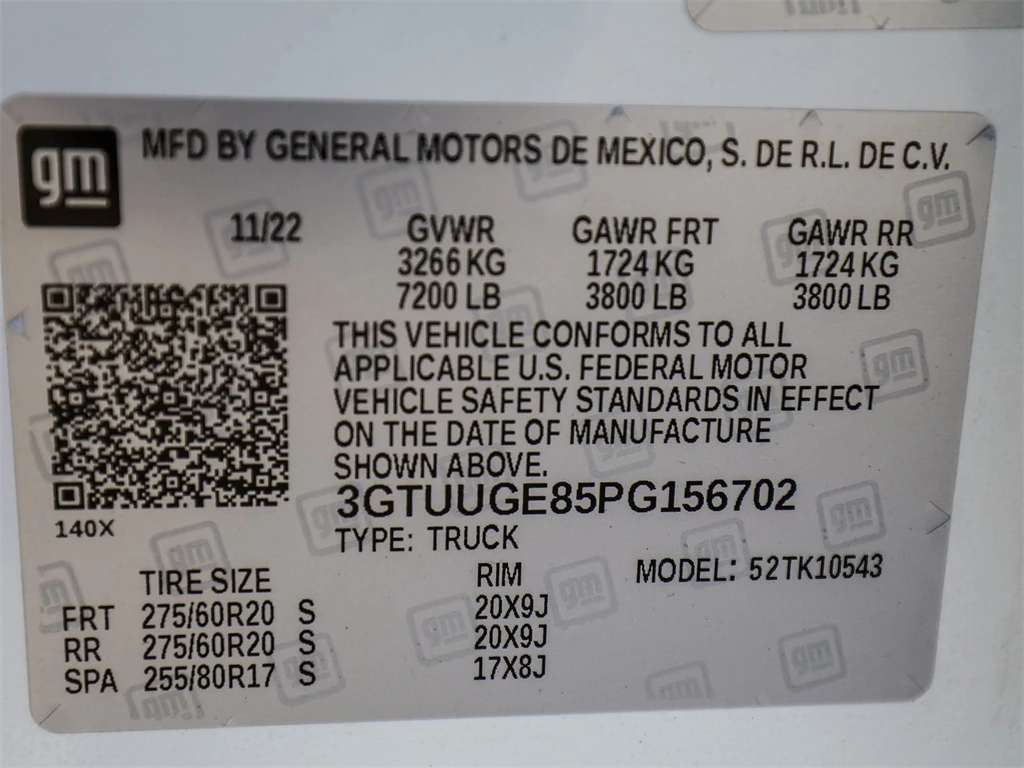 gm
MFD BY GENERAL MOTORS DE MEXICO, S. DE R.L. DE C.V.
11/22 GVWR GAWR FRT GAWR RR
3266 KG 1724 KG 1724 KG
7200 LB 3800 LB 3800 LB
THIS VEHICLE CONFORMS TO ALL
APPLICABLE U.S. FEDERAL MOTOR
VEHICLE SAFETY STANDARDS IN EFFECT
ON THE DATE OF MANUFACTURE
SHOWN ABOVE.
3GTUUGE85PG156702
140X
TYPE: TRUCK
TIRE SIZE RIM MODEL: 52TK10543
FRT 275/60R20 S 20X9J
RR 275/60R20 S 20X9J
SPA 255/80R17 S 17X8J